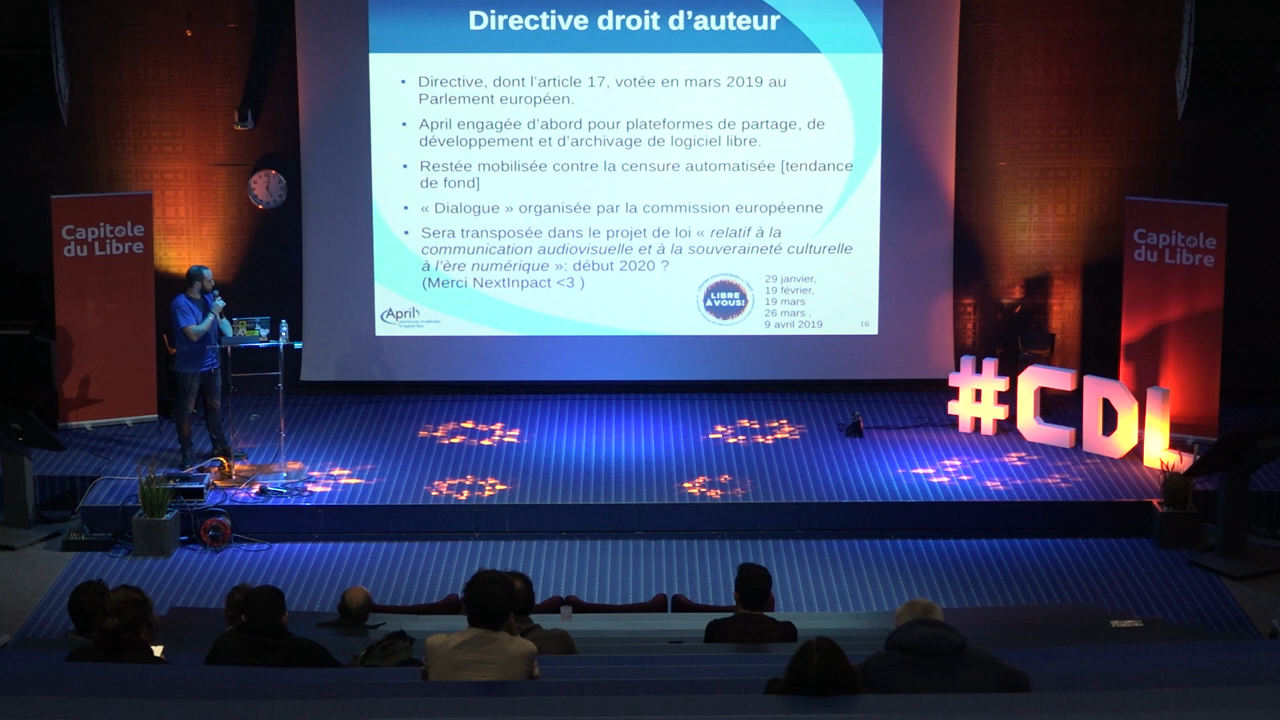 Directive droit d'auteur
▪ Directive, dont l'article 17, votée en mars 2019 au
Parlement européen.
▪ April engagée d'abord pour plateformes de partage, de
développement et d'archivage de logiciel libre.
▪ Restée mobilisée contre la censure automatisée [tendance
de fond]
▪ « Dialogue » organisée par la commission européenne
▪ Sera transposée dans le projet de loi « relatif à la
communication audiovisuelle et à la souveraineté culturelle
à l'ère numérique »: début 2020 ?
(Merci NextInpact <3 )
LIBRE
À VOUS!
29 janvier,
19 février,
19 mars
26 mars ,
9 avril 2019
April
16
Capitole
du Libre
Capitole
du Libre
#CDL